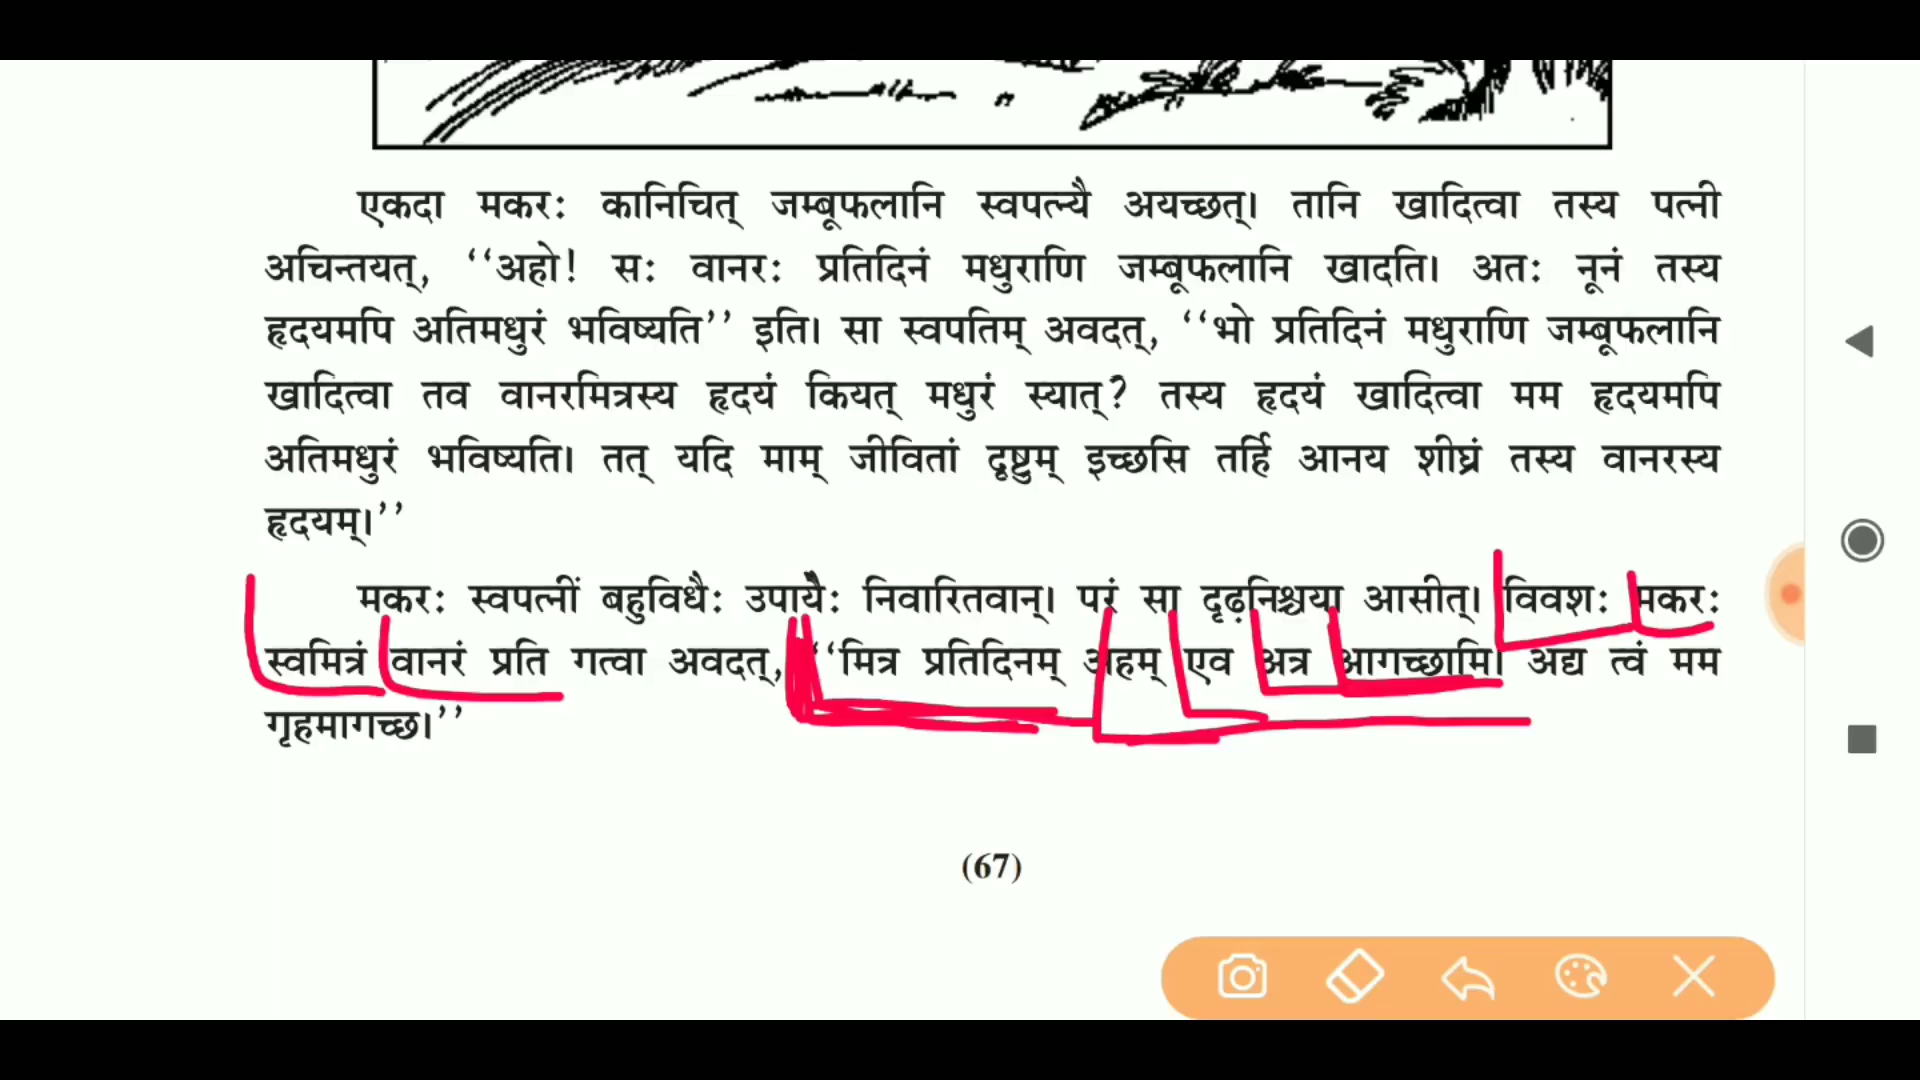 एकदा मकरः कानिचित् जम्बूफलानि स्वपत्न्यै अयच्छत्। तानि खादित्वा तस्य पत्नी
अचिन्तयत्, ‘‘अहो! सः वानरः प्रतिदिनं मधुराणि जम्बूफलानि खादति। अतः नूनं तस्य
हृदयमपि अतिमधुरं भविष्यति’’ इति। सा स्वपतिम् अवदत्, ‘‘भो प्रतिदिनं मधुराणि जम्बूफलानि
खादित्वा तव वानरमित्रस्य हृदयं कियत् मधुरं स्यात्? तस्य हृदयं खादित्वा मम हृदयमपि
अतिमधुरं भविष्यति। तत् यदि माम् जीवितां दृष्टुम् इच्छसि तर्हि आनय शीघ्रं तस्य वानरस्य
हृदयम्।’’
मकरः स्वपत्नीं बहुविधैः उपायैः निवारितवान्। परं सा दृढ़निश्चया आसीत्। विवशः मकरः
स्वमित्रं वानरं प्रति गत्वा अवदत्, ‘‘मित्र प्रतिदिनम् अहम् एव अत्र आगच्छामि। अद्य त्वं मम
गृहमागच्छ।’’
(67)